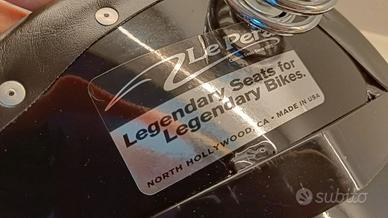 Le Pera
Legendary Seats for
Legendary Bikes.
NORTH HOLLYWOOD, CA • MADE IN USA
subito